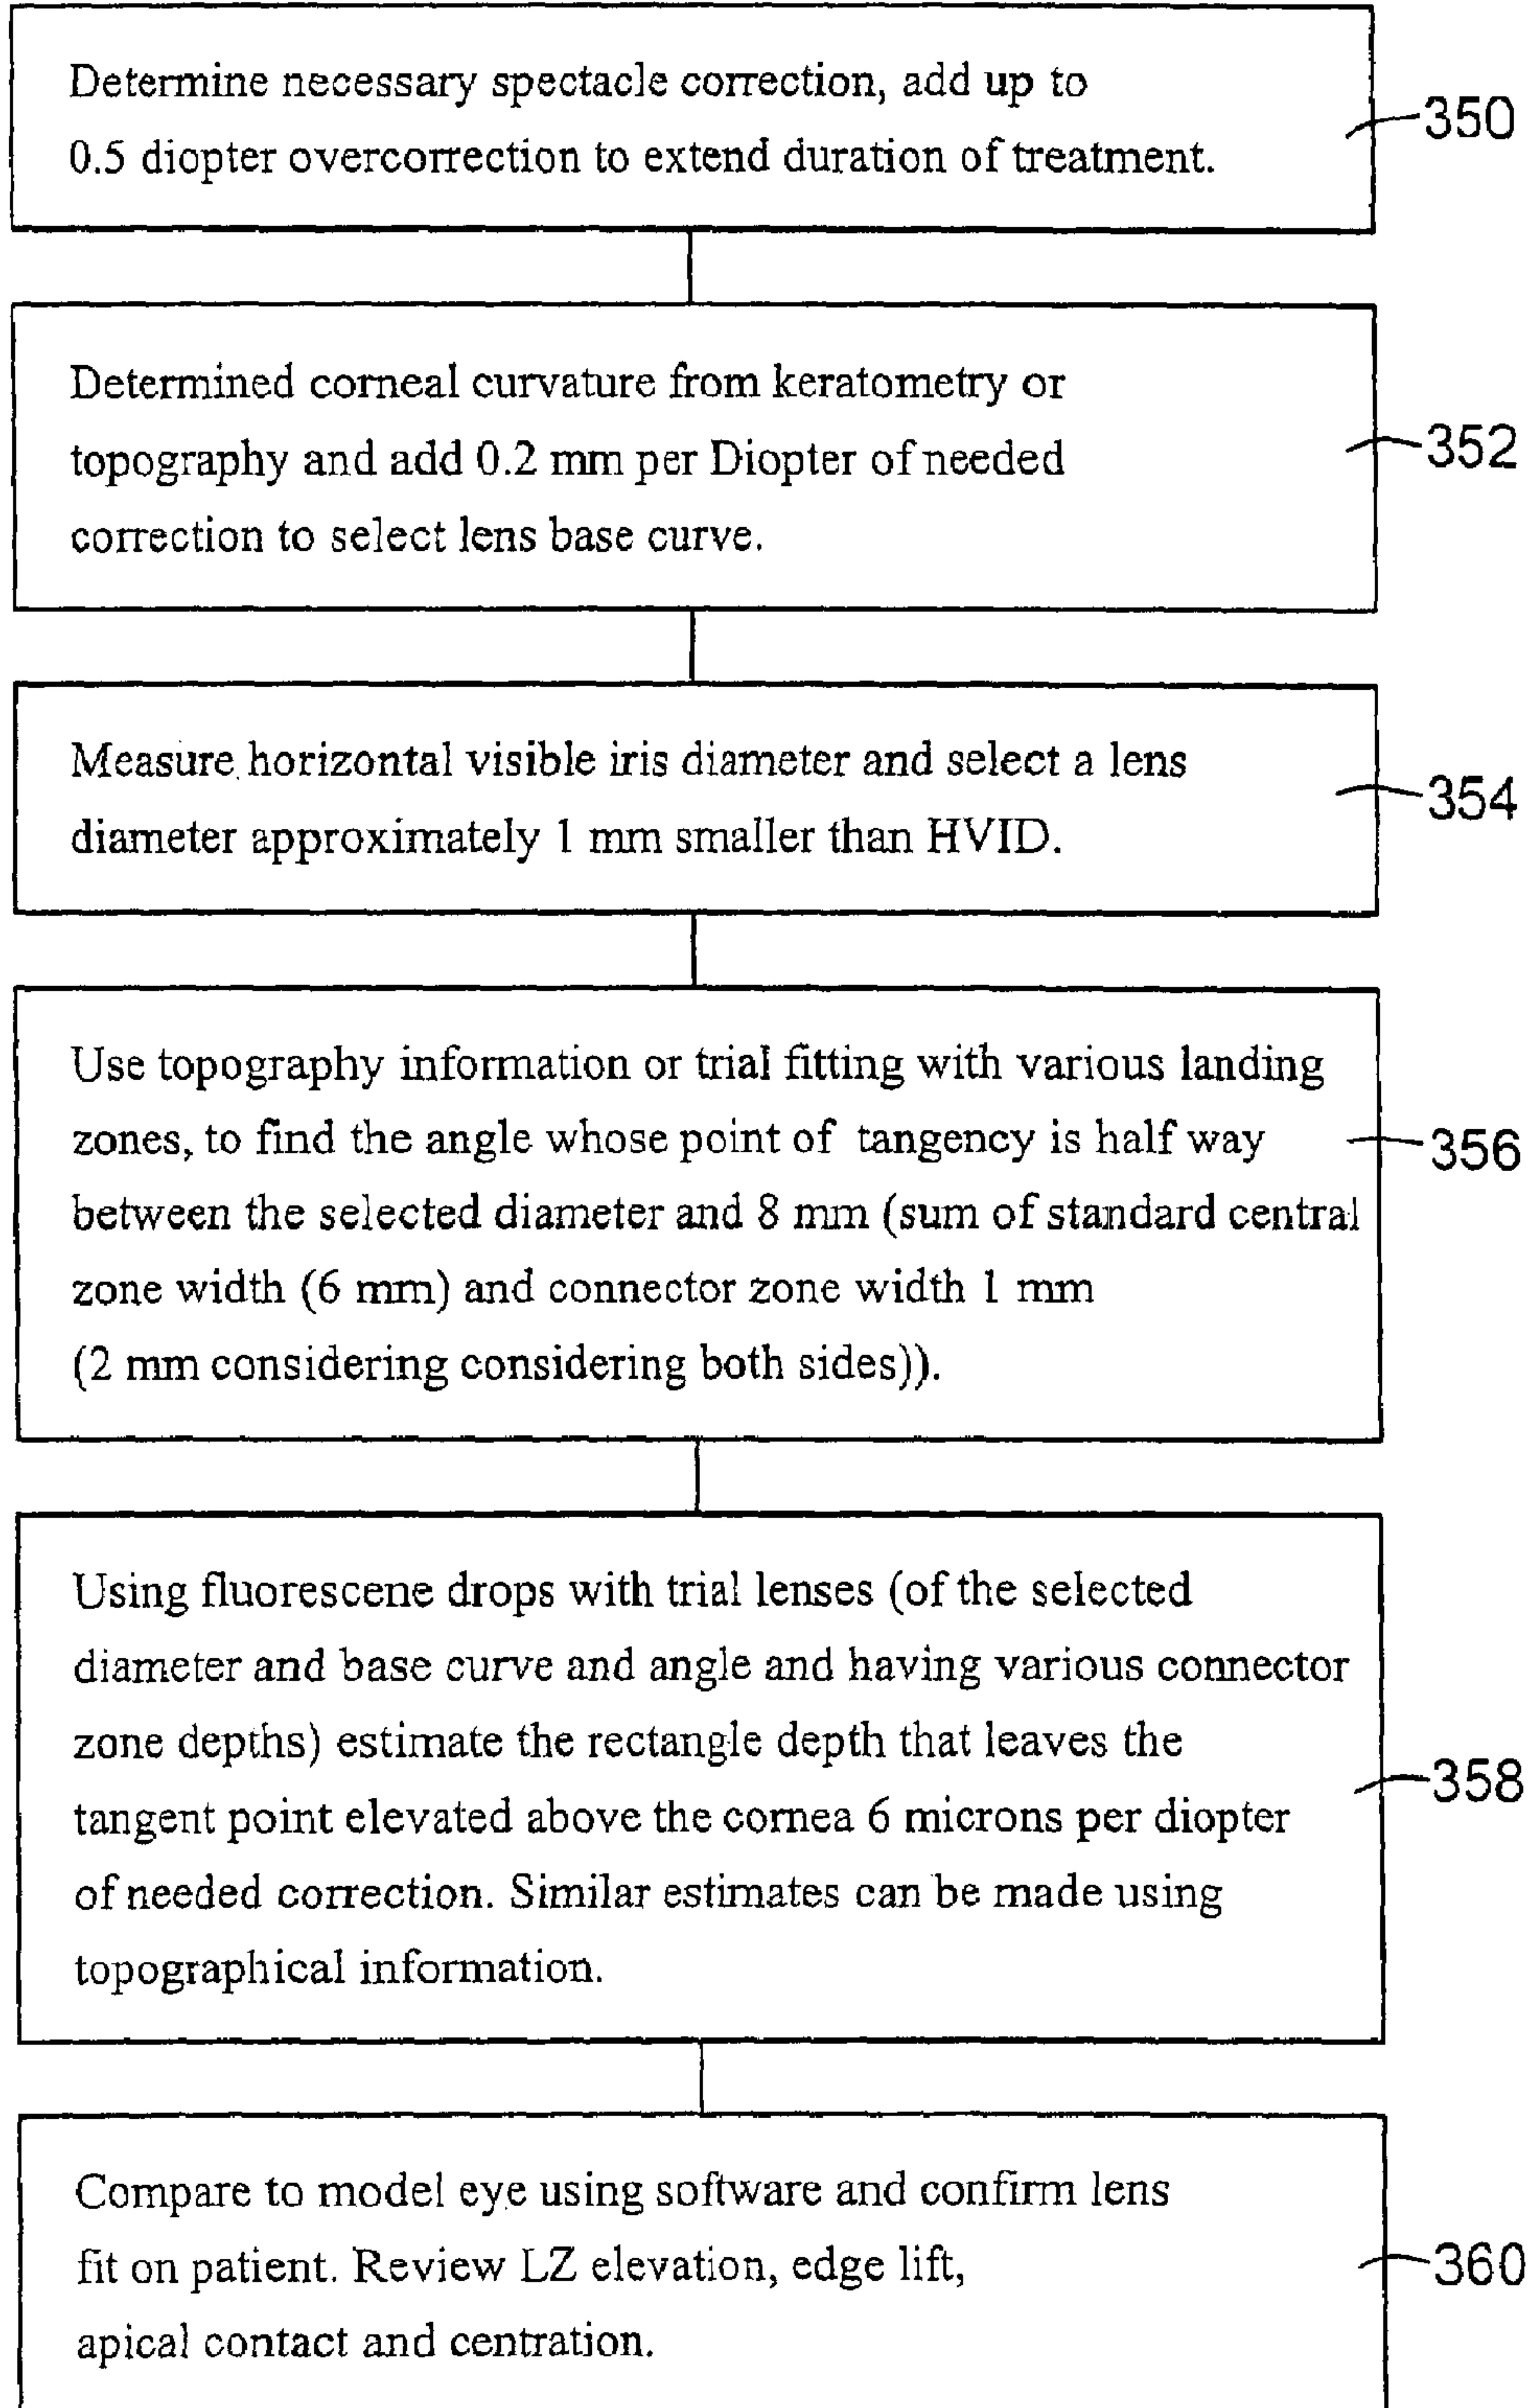 Determine necessary spectacle correction, add up to
0.5 diopter overcorrection to extend duration of treatment.
350
Determined corneal curvature from keratometry or
topography and add 0.2 mm per Diopter of needed
correction to select lens base curve.
352
Measure horizontal visible iris diameter and select a lens
diameter approximately 1 mm smaller than HVID.
354
Use topography information or trial fitting with various landing
zones, to find the angle whose point of tangency is half way
between the selected diameter and 8 mm (sum of standard central
zone width (6 mm) and connector zone width 1 mm
(2 mm considering considering both sides)).
356
Using fluorescene drops with trial lenses (of the selected
diameter and base curve and angle and having various connector
zone depths) estimate the rectangle depth that leaves the
tangent point elevated above the cornea 6 microns per diopter
of needed correction. Similar estimates can be made using
topographical information.
358
Compare to model eye using software and confirm lens
fit on patient. Review LZ elevation, edge lift,
apical contact and centration.
360